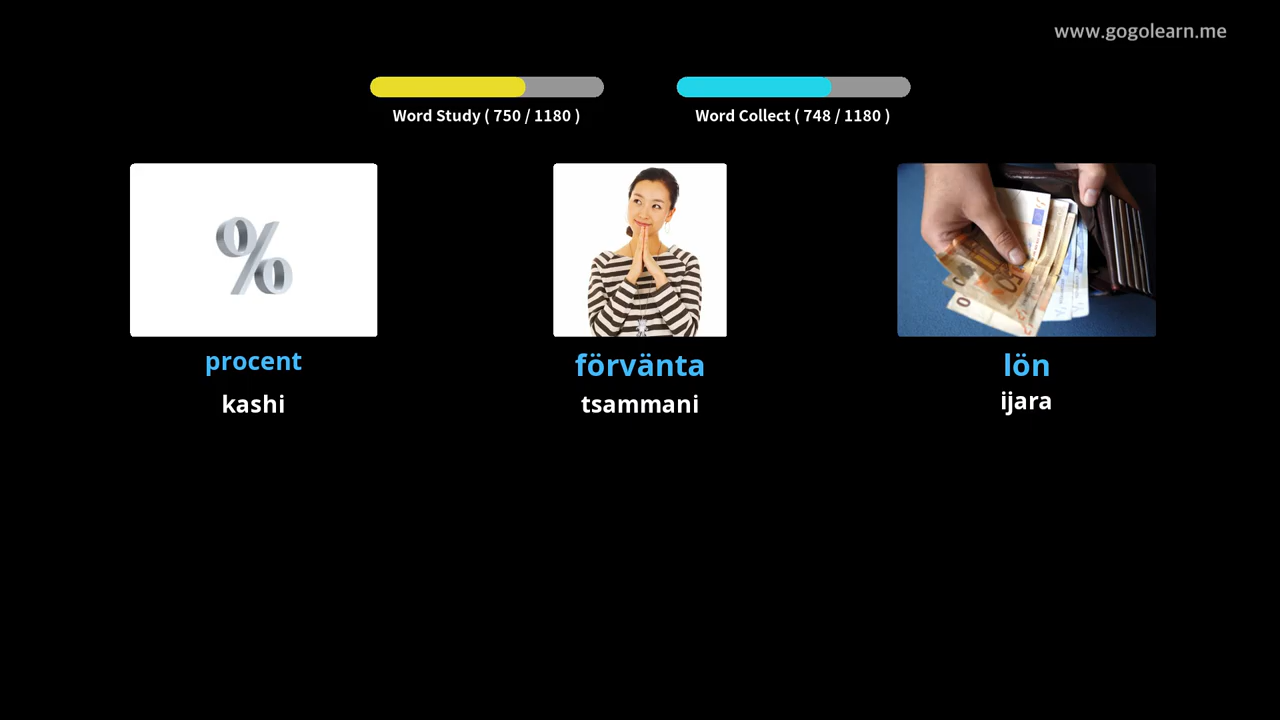 www.gogolearn.me
Word Study ( 750 / 1180 )
Word Collect ( 748 / 1180 )
%
procent
förvänta
lön
kashi
tsammani
ijara